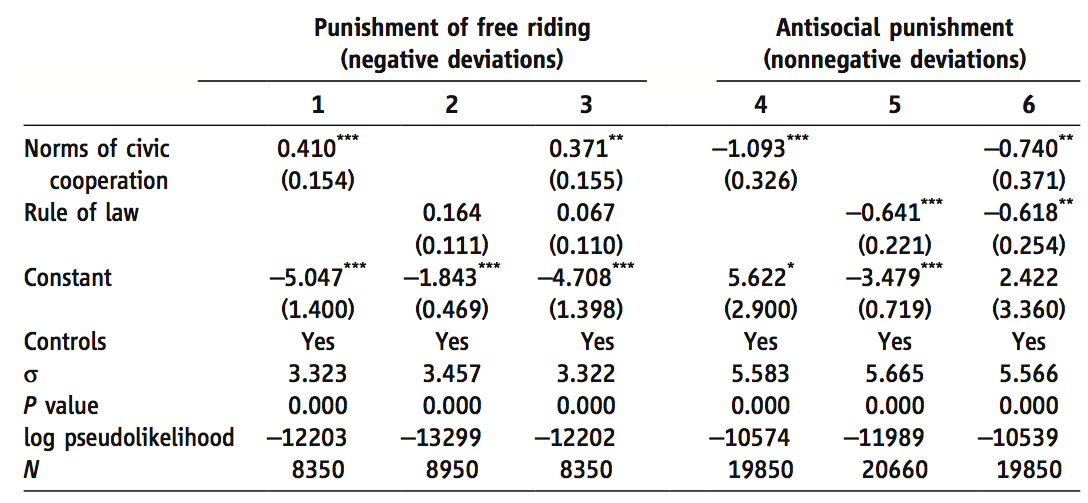 Punishment of free riding Antisocial punishment
(negative deviations) (nonnegative deviations)
1 2 3 4 5 6
Norms of civic 0.410*** 0.371** −1.093*** −0.740**
cooperation (0.154) (0.155) (0.326) (0.371)
Rule of law 0.164 0.067 −0.641*** −0.618**
(0.111) (0.110) (0.221) (0.254)
Constant −5.047*** −1.843*** −4.708*** 5.622* −3.479*** 2.422
(1.400) (0.469) (1.398) (2.900) (0.719) (3.360)
Controls Yes Yes Yes Yes Yes Yes
σ 3.323 3.457 3.322 5.583 5.665 5.566
P value 0.000 0.000 0.000 0.000 0.000 0.000
log pseudolikelihood −12203 −13299 −12202 −10574 −11989 −10539
N 8350 8950 8350 19850 20660 19850